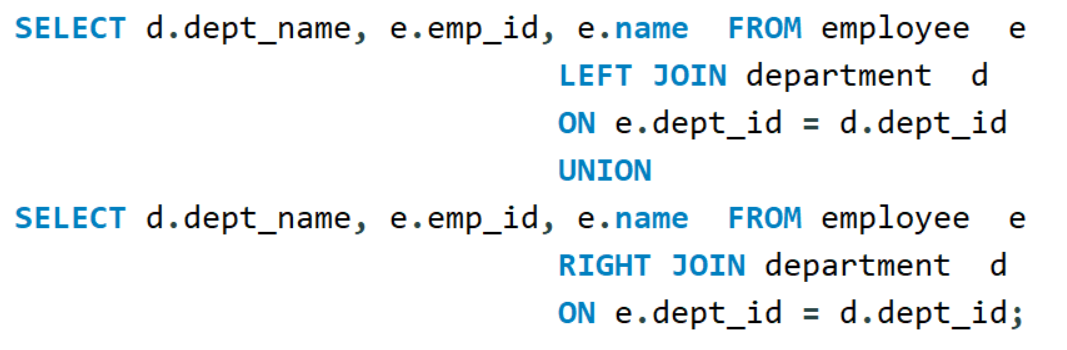 SELECT d.dept_name, e.emp_id, e.name FROM employee e
LEFT JOIN department d
ON e.dept_id = d.dept_id
UNION
SELECT d.dept_name, e.emp_id, e.name FROM employee e
RIGHT JOIN department d
ON e.dept_id = d.dept_id;